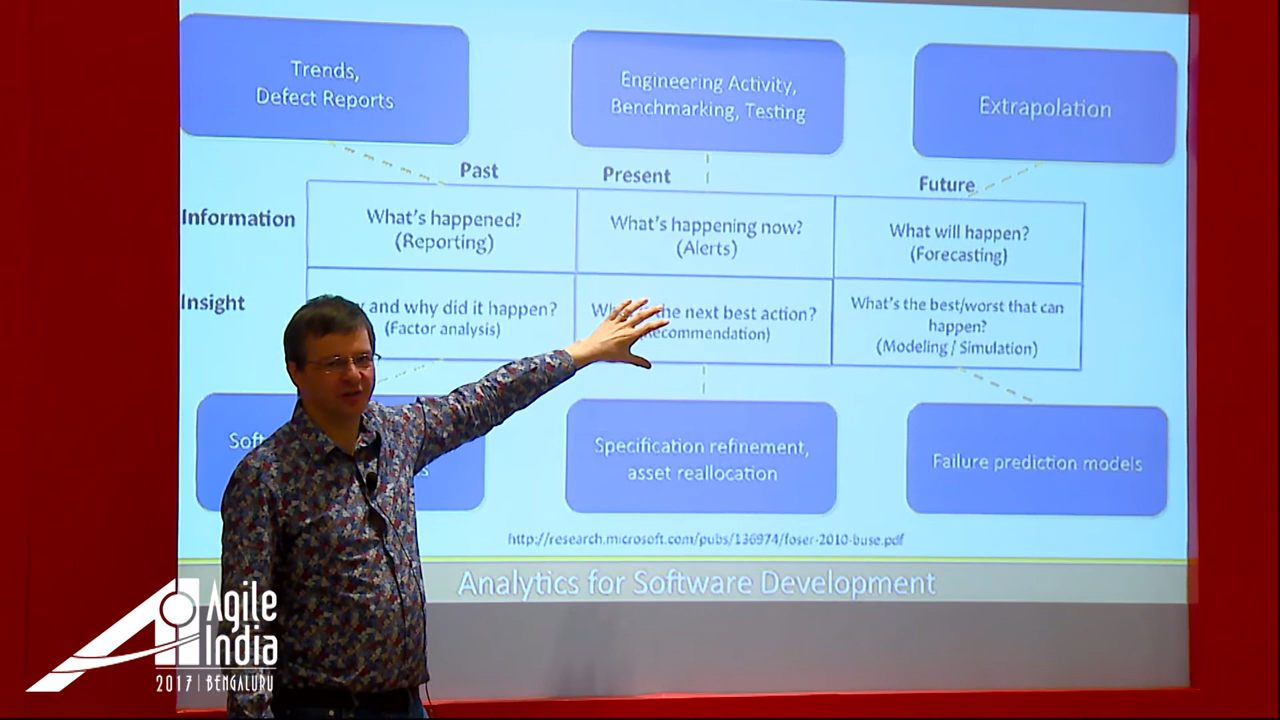 Trends,
Defect Reports
Engineering Activity,
Benchmarking, Testing
Extrapolation
Past
Present
Future
Information
What's happened?
(Reporting)
What's happening now?
(Alerts)
What will happen?
(Forecasting)
Insight
and why did it happen?
(Factor analysis)
the next best action?
What's the best/worst that can
happen?
(Modeling / Simulation)
Specification refinement,
asset reallocation
Failure prediction models
http://research.microsoft.com/pubs/136974/foser-2010-buse.pdf
Analytics for Software Development
Agile
India
2017 | BENGALURU